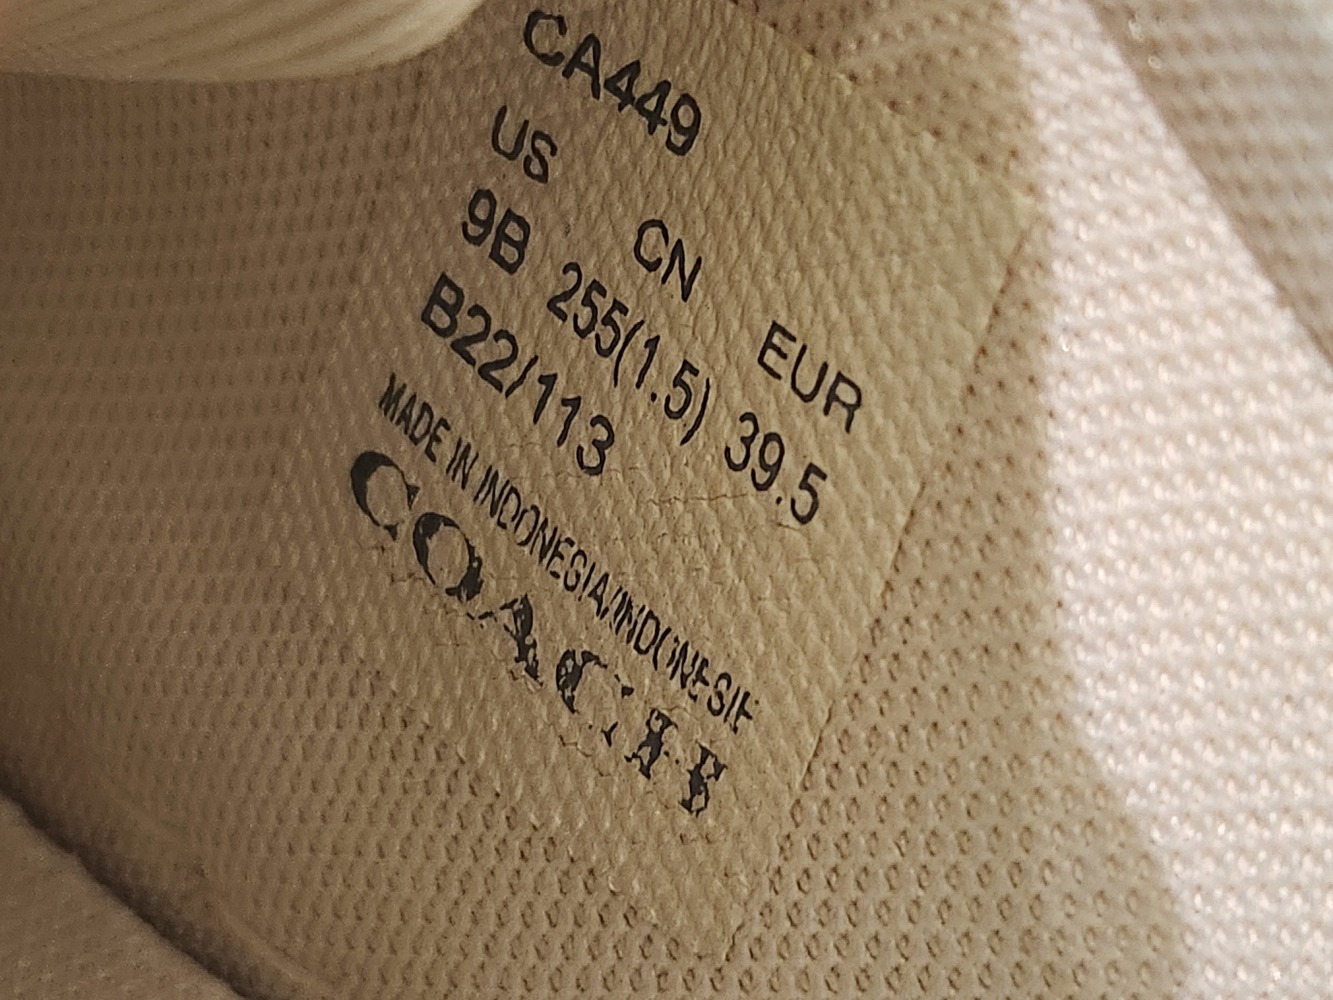 CA449
US CN EUR
9B 255(1.5) 39.5
B22/113
MADE IN INDONESIA/INDONESIE
COACH